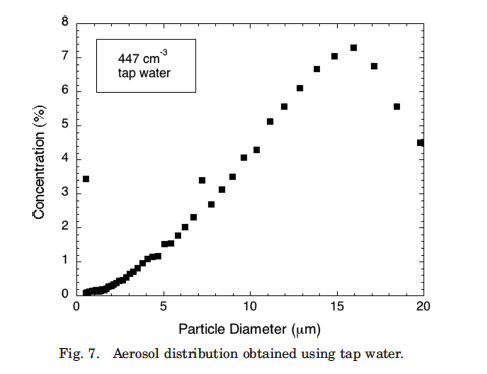 8
7
6
5
4
3
2
1
0
447 cm-3
tap water
Concentration (%)
0 5 10 15 20
Particle Diameter (μm)
Fig. 7. Aerosol distribution obtained using tap water.